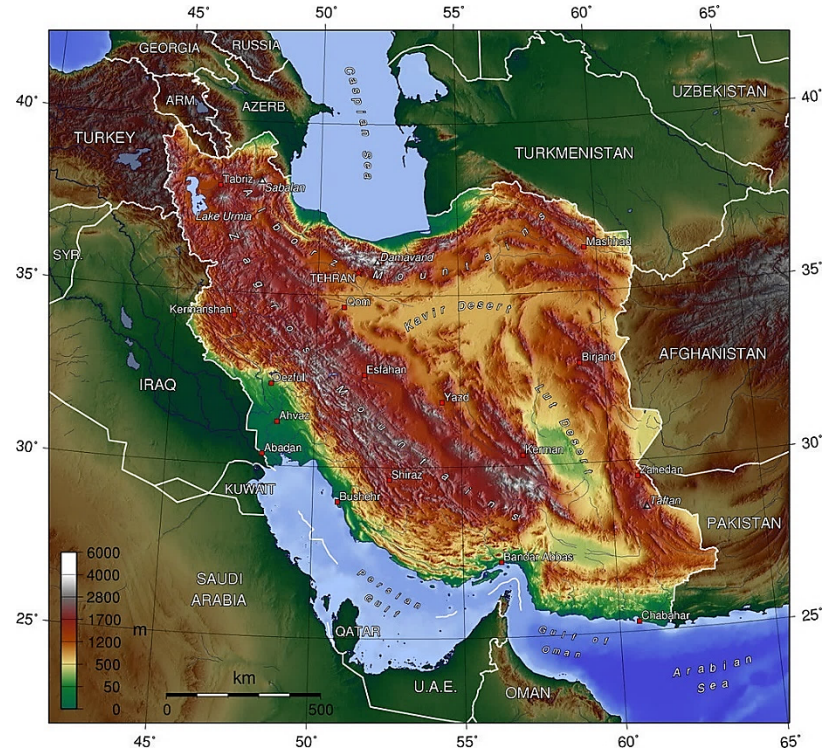 45° 50° 55° 60° 65°
GEORGIA
RUSSIA
Caspian Sea
UZBEKISTAN
40°
40°
ARM.
AZERB.
TURKEY
TURKMENISTAN
Tabriz
Sabalan
Lake Urmia
Alborz Mountains
Mashhad
SYR.
Damavand
35°
TEHRAN
35°
Qom
Kavir Desert
Kermanshah
Zagros Mountains
Birjand
AFGHANISTAN
Esfahan
IRAQ
Dezful
Yazd
Lut Desert
Ahvaz
30°
Abadan
Kerman
30°
Zahedan
KUWAIT
Shiraz
Bushehr
Taftan
PAKISTAN
6000
4000
2800
1700
m
1200
500
50
0
Bandar Abbas
SAUDI
ARABIA
Persian
Gulf
25°
Chabahar
25°
QATAR
Gulf of
Oman
km
0 500
U.A.E.
OMAN
Arabian
Sea
45° 50° 55° 60° 65°